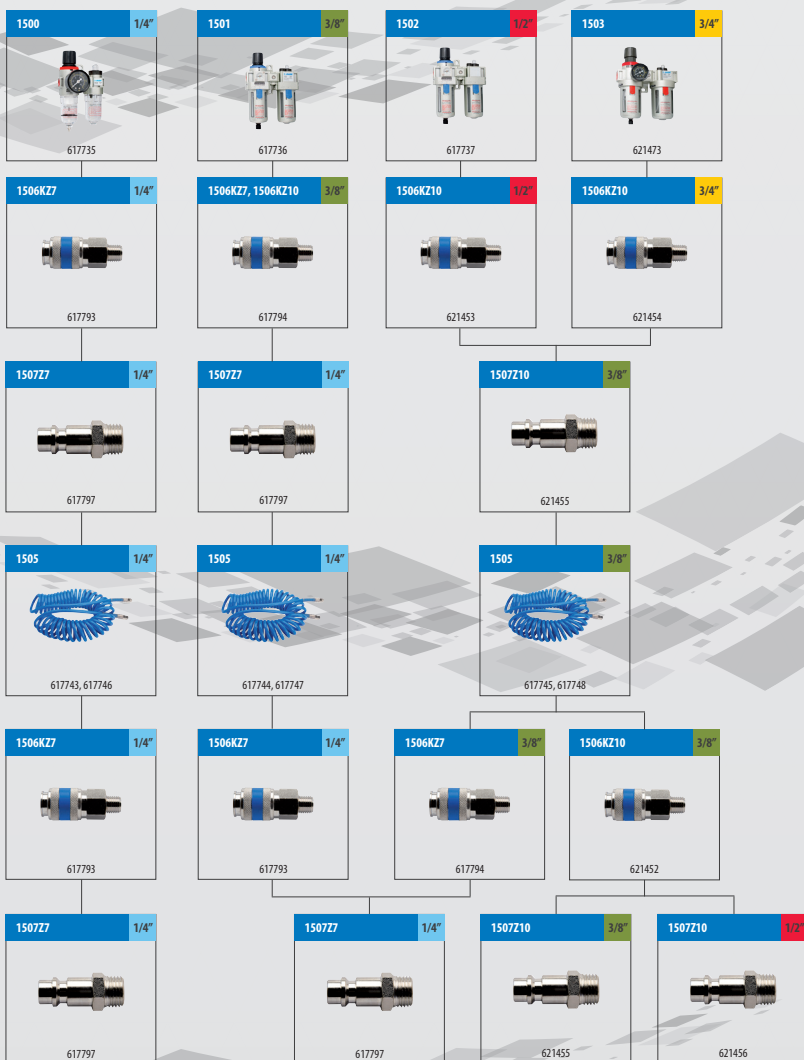 1500 1/4″
1501 3/8″
1502 1/2″
1503 3/4″
617735
617736
617737
621473
1506KZ7 1/4″
1506KZ7, 1506KZ10 3/8″
1506KZ10 1/2″
1506KZ10 3/4″
617793
617794
621453
621454
1507Z7 1/4″
1507Z7 1/4″
1507Z10 3/8″
617797
617797
621455
1505 1/4″
1505 1/4″
1505 3/8″
617743, 617746
617744, 617747
617745, 617748
1506KZ7 1/4″
1506KZ7 1/4″
1506KZ7 3/8″
1506KZ10 3/8″
617793
617793
617794
621452
1507Z7 1/4″
1507Z7 1/4″
1507Z10 3/8″
1507Z10 1/2″
617797
617797
621455
621456